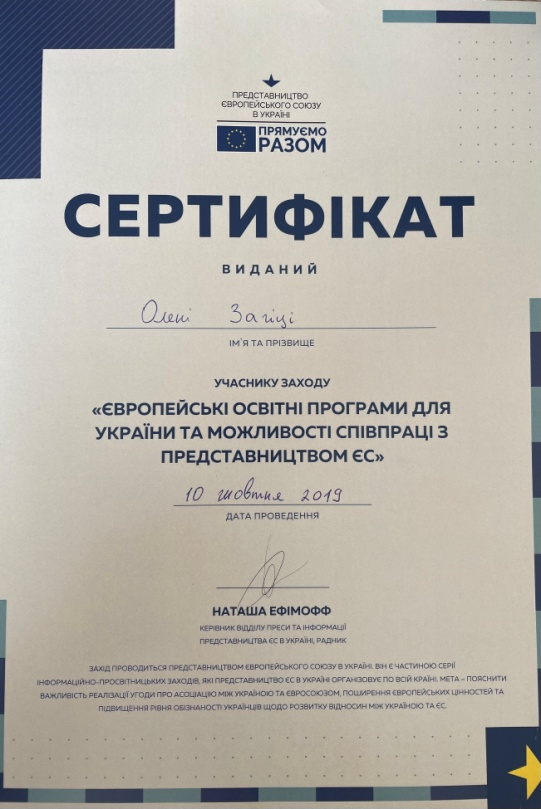 ПРЕДСТАВНИЦТВО
ЄВРОПЕЙСЬКОГО СОЮЗУ
В УКРАЇНІ
ПРЯМУЄМО
РАЗОМ
СЕРТИФІКАТ
ВИДАНИЙ
Олені Загіці
ІМ'Я ТА ПРІЗВИЩЕ
УЧАСНИКУ ЗАХОДУ
«ЄВРОПЕЙСЬКІ ОСВІТНІ ПРОГРАМИ ДЛЯ
УКРАЇНИ ТА МОЖЛИВОСТІ СПІВПРАЦІ З
ПРЕДСТАВНИЦТВОМ ЄС»
10 жовтня 2019
ДАТА ПРОВЕДЕННЯ
НАТАША ЕФІМОФФ
КЕРІВНИК ВІДДІЛУ ПРЕСИ ТА ІНФОРМАЦІЇ
ПРЕДСТАВНИЦТВА ЄС В УКРАЇНІ, РАДНИК
ЗАХІД ПРОВОДИТЬСЯ ПРЕДСТАВНИЦТВОМ ЄВРОПЕЙСЬКОГО СОЮЗУ В УКРАЇНІ. ВІН Є ЧАСТИНОЮ СЕРІЇ
ІНФОРМАЦІЙНО-ПРОСВІТНИЦЬКИХ ЗАХОДІВ, ЯКІ ПРЕДСТАВНИЦТВО ЄС В УКРАЇНІ ОРГАНІЗОВУЄ ПО ВСІЙ КРАЇНІ. МЕТА – ПОЯСНИТИ
ВАЖЛИВІСТЬ РЕАЛІЗАЦІЇ УГОДИ ПРО АСОЦІАЦІЮ МІЖ УКРАЇНОЮ ТА ЄВРОСОЮЗОМ, ПОШИРЕННЯ ЄВРОПЕЙСЬКИХ ЦІННОСТЕЙ ТА
ПІДВИЩЕННЯ РІВНЯ ОБІЗНАНОСТІ УКРАЇНЦІВ ЩОДО РОЗВИТКУ ВІДНОСИН МІЖ УКРАЇНОЮ ТА ЄС.